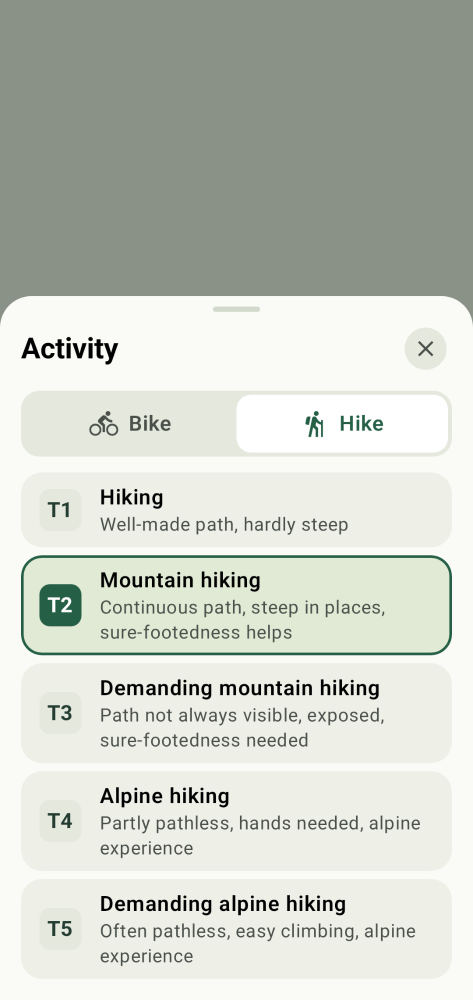 Activity
Bike
Hike
T1
Hiking
Well-made path, hardly steep
T2
Mountain hiking
Continuous path, steep in places,
sure-footedness helps
T3
Demanding mountain hiking
Path not always visible, exposed,
sure-footedness needed
T4
Alpine hiking
Partly pathless, hands needed, alpine
experience
T5
Demanding alpine hiking
Often pathless, easy climbing, alpine
experience